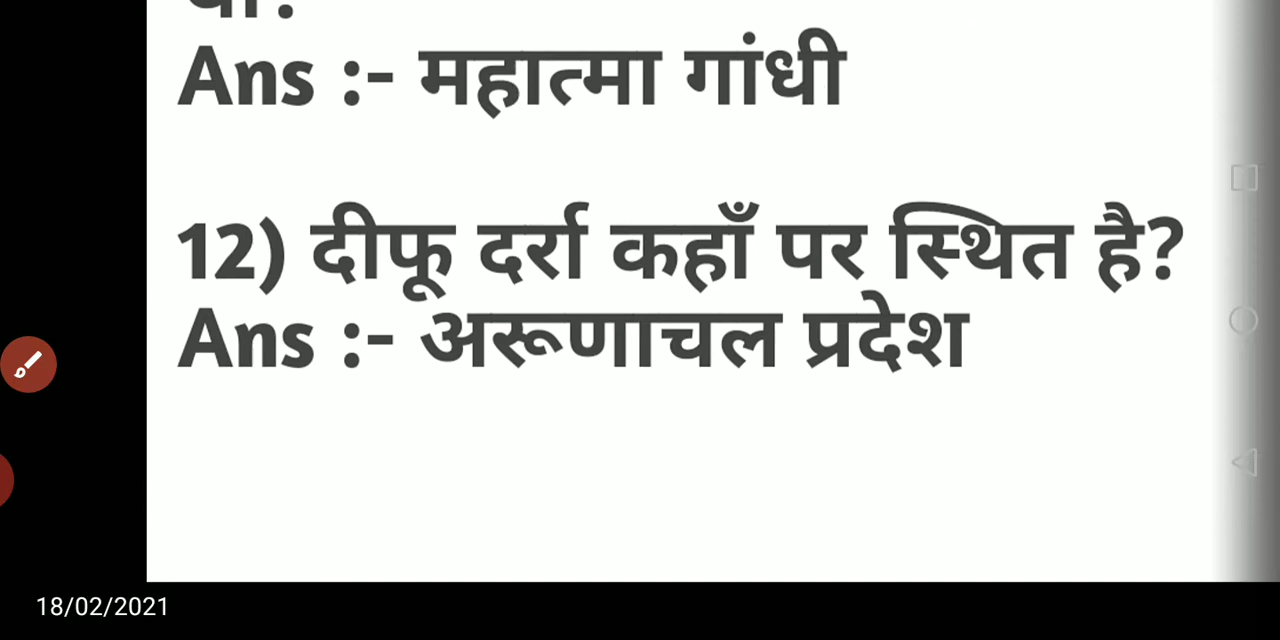 Ans :- महात्मा गांधी
12) दीफू दर्रा कहाँ पर स्थित है?
Ans :- अरूणाचल प्रदेश
18/02/2021